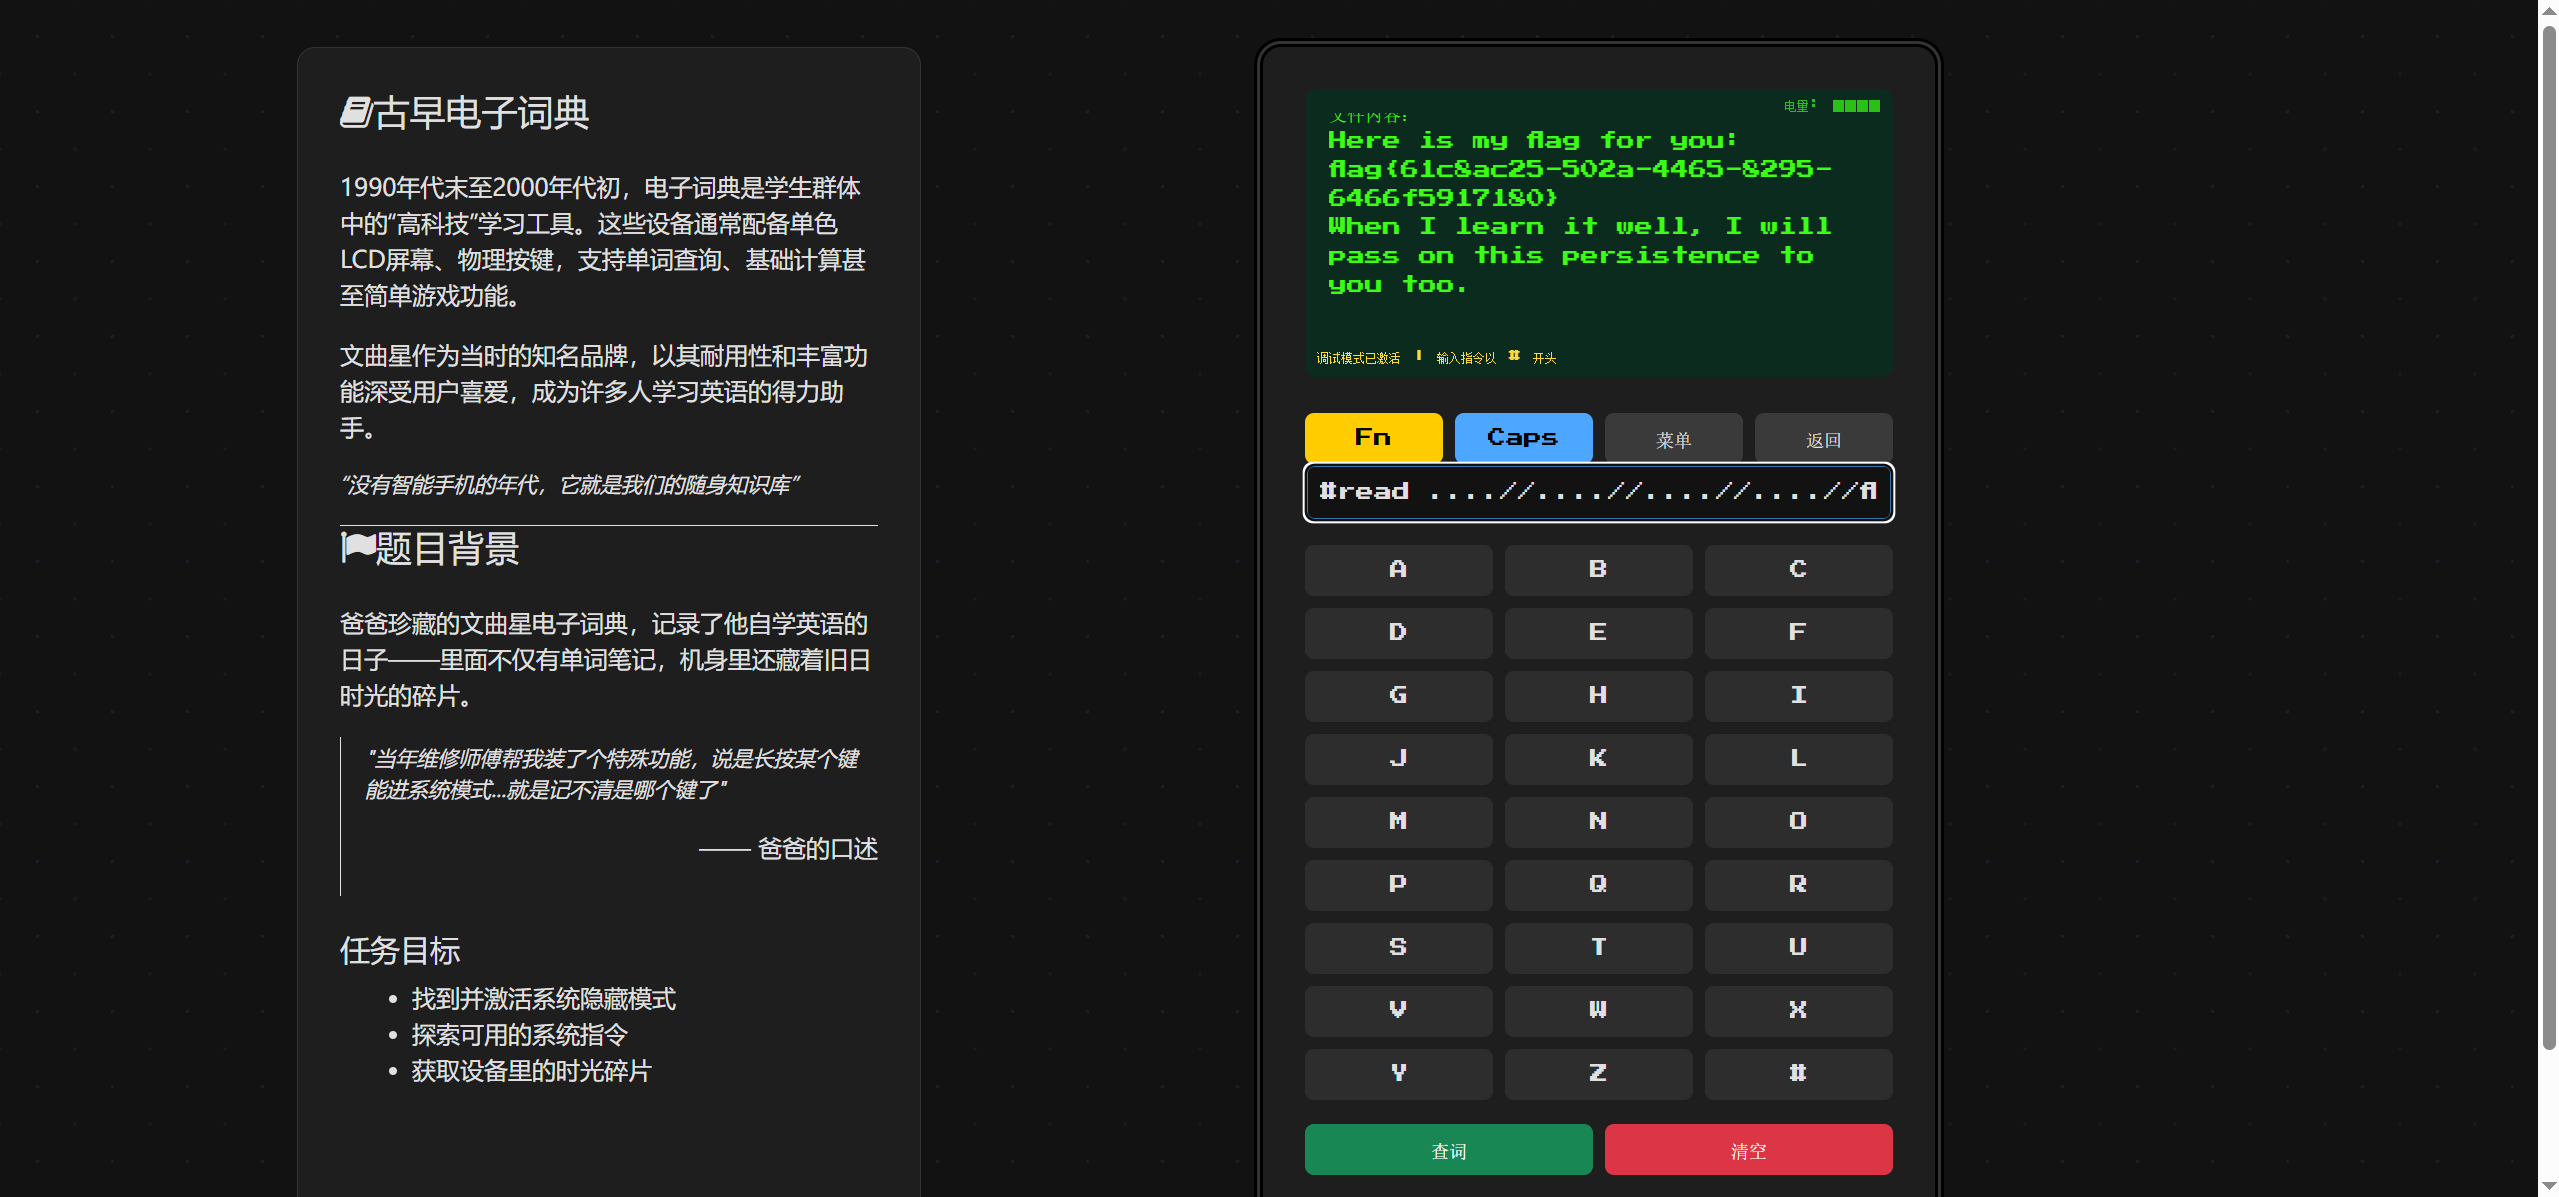 古早电子词典
1990年代末至2000年代初，电子词典是学生群体
中的“高科技”学习工具。这些设备通常配备单色
LCD屏幕、物理按键，支持单词查询、基础计算甚
至简单游戏功能。
文曲星作为当时的知名品牌，以其耐用性和丰富功
能深受用户喜爱，成为许多人学习英语的得力助
手。
“没有智能手机的年代，它就是我们的随身知识库”
题目背景
爸爸珍藏的文曲星电子词典，记录了他自学英语的
日子——里面不仅有单词笔记，机身里还藏着旧日
时光的碎片。
"当年维修师傅帮我装了个特殊功能，说是长按某个键
能进系统模式...就是记不清是哪个键了"
—— 爸爸的口述
任务目标
找到并激活系统隐藏模式
探索可用的系统指令
获取设备里的时光碎片
电量：
文件内容：
Here is my flag for you:
flag{61c8ac25-502a-4465-8295-
6466f5917180}
When I learn it well, I will
pass on this persistence to
you too.
调试模式已激活 | 输入指令以 # 开头
Fn Caps 菜单 返回
#read ....//....//....//....//fl
A B C
D E F
G H I
J K L
M N O
P Q R
S T U
V W X
Y Z #
查词 清空